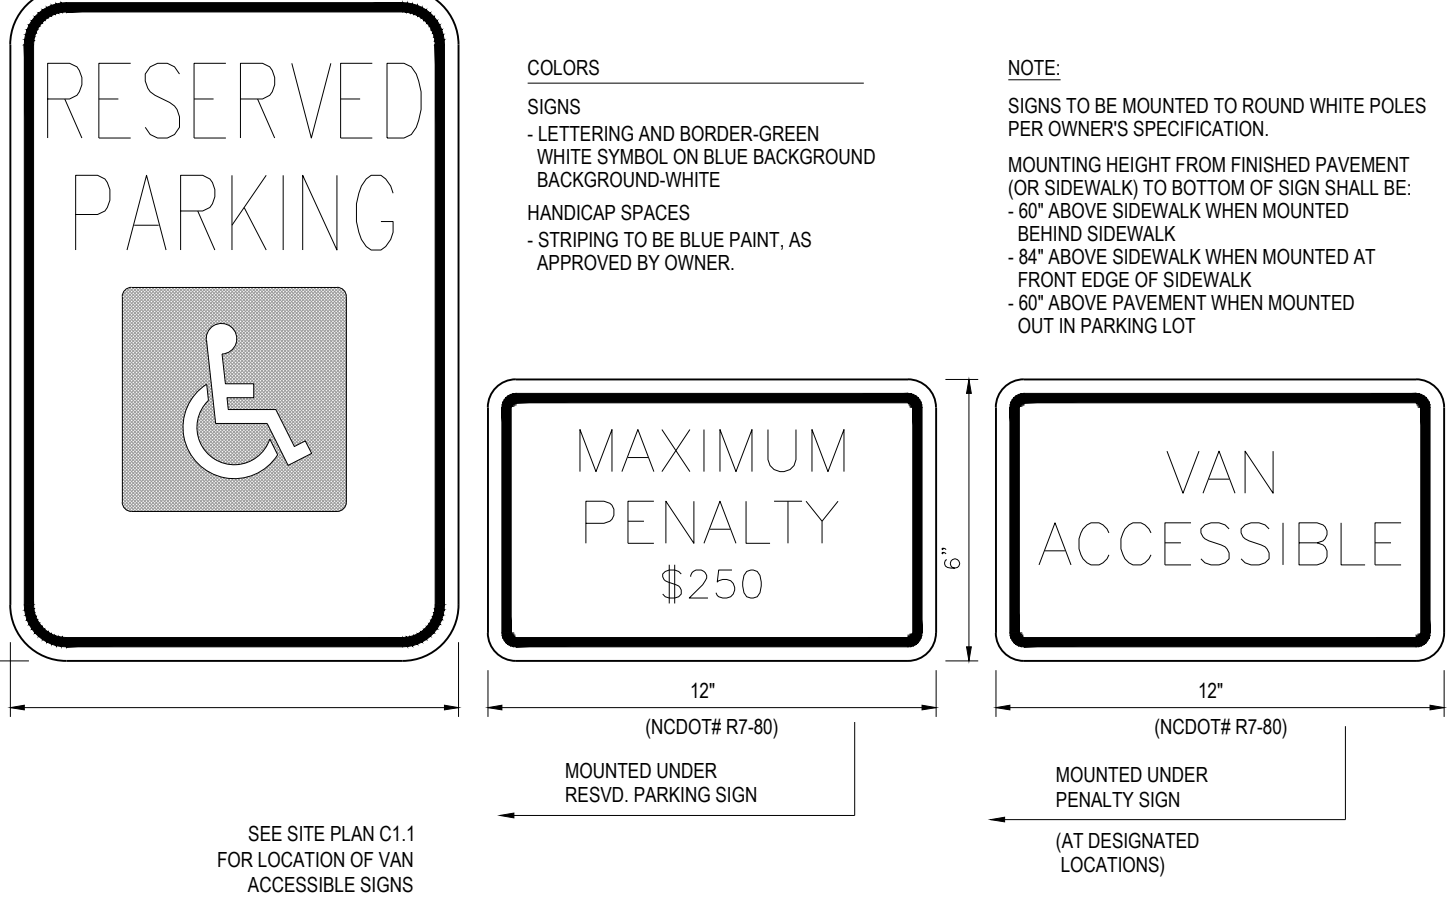 RESERVED
PARKING
COLORS
SIGNS
- LETTERING AND BORDER-GREEN
WHITE SYMBOL ON BLUE BACKGROUND
BACKGROUND-WHITE
HANDICAP SPACES
- STRIPING TO BE BLUE PAINT, AS
APPROVED BY OWNER.
NOTE:
SIGNS TO BE MOUNTED TO ROUND WHITE POLES
PER OWNER'S SPECIFICATION.
MOUNTING HEIGHT FROM FINISHED PAVEMENT
(OR SIDEWALK) TO BOTTOM OF SIGN SHALL BE:
- 60" ABOVE SIDEWALK WHEN MOUNTED
BEHIND SIDEWALK
- 84" ABOVE SIDEWALK WHEN MOUNTED AT
FRONT EDGE OF SIDEWALK
- 60" ABOVE PAVEMENT WHEN MOUNTED
OUT IN PARKING LOT
MAXIMUM
PENALTY
$250
6"
VAN
ACCESSIBLE
12"
(NCDOT# R7-80)
MOUNTED UNDER
RESVD. PARKING SIGN
12"
(NCDOT# R7-80)
MOUNTED UNDER
PENALTY SIGN
(AT DESIGNATED
LOCATIONS)
SEE SITE PLAN C1.1
FOR LOCATION OF VAN
ACCESSIBLE SIGNS